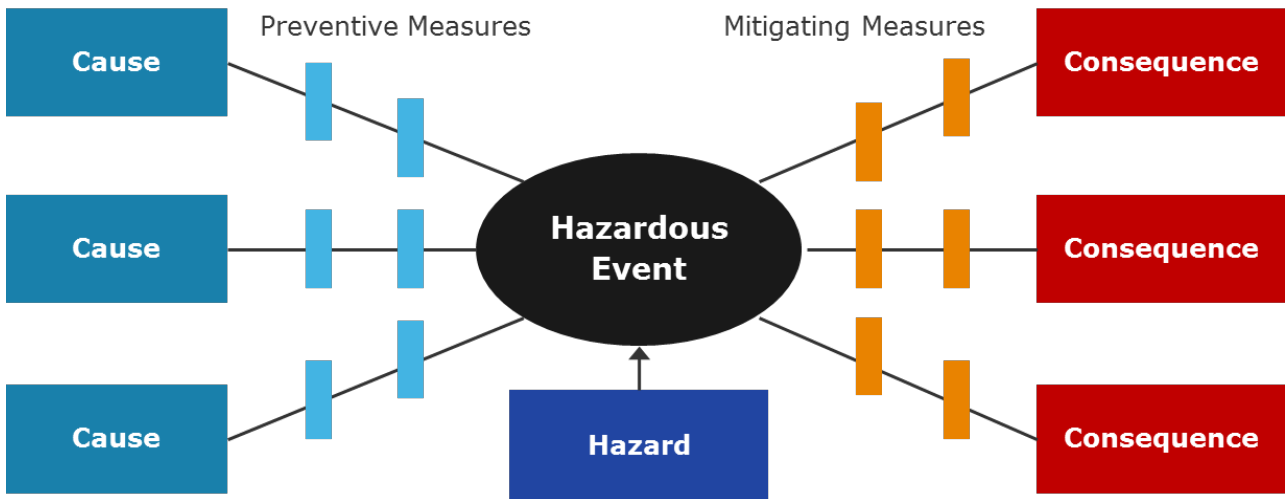 Preventive Measures
Mitigating Measures
Cause
Consequence
Cause
Hazardous
Event
Consequence
Cause
Hazard
Consequence